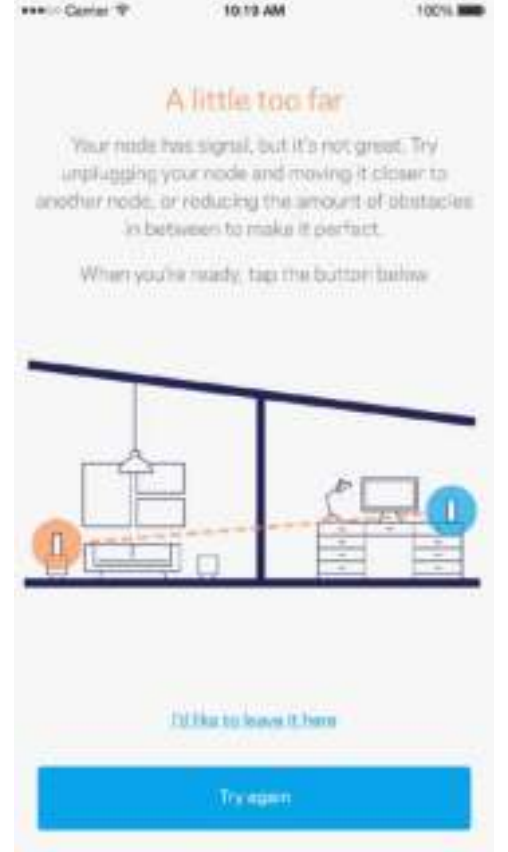 Carrier 10:19 AM 100%
A little too far
Your node has signal, but it's not great. Try
unplugging your node and moving it closer to
another node, or reducing the amount of obstacles
in between to make it perfect.
When you're ready, tap the button below
I'd like to leave it here
Try again